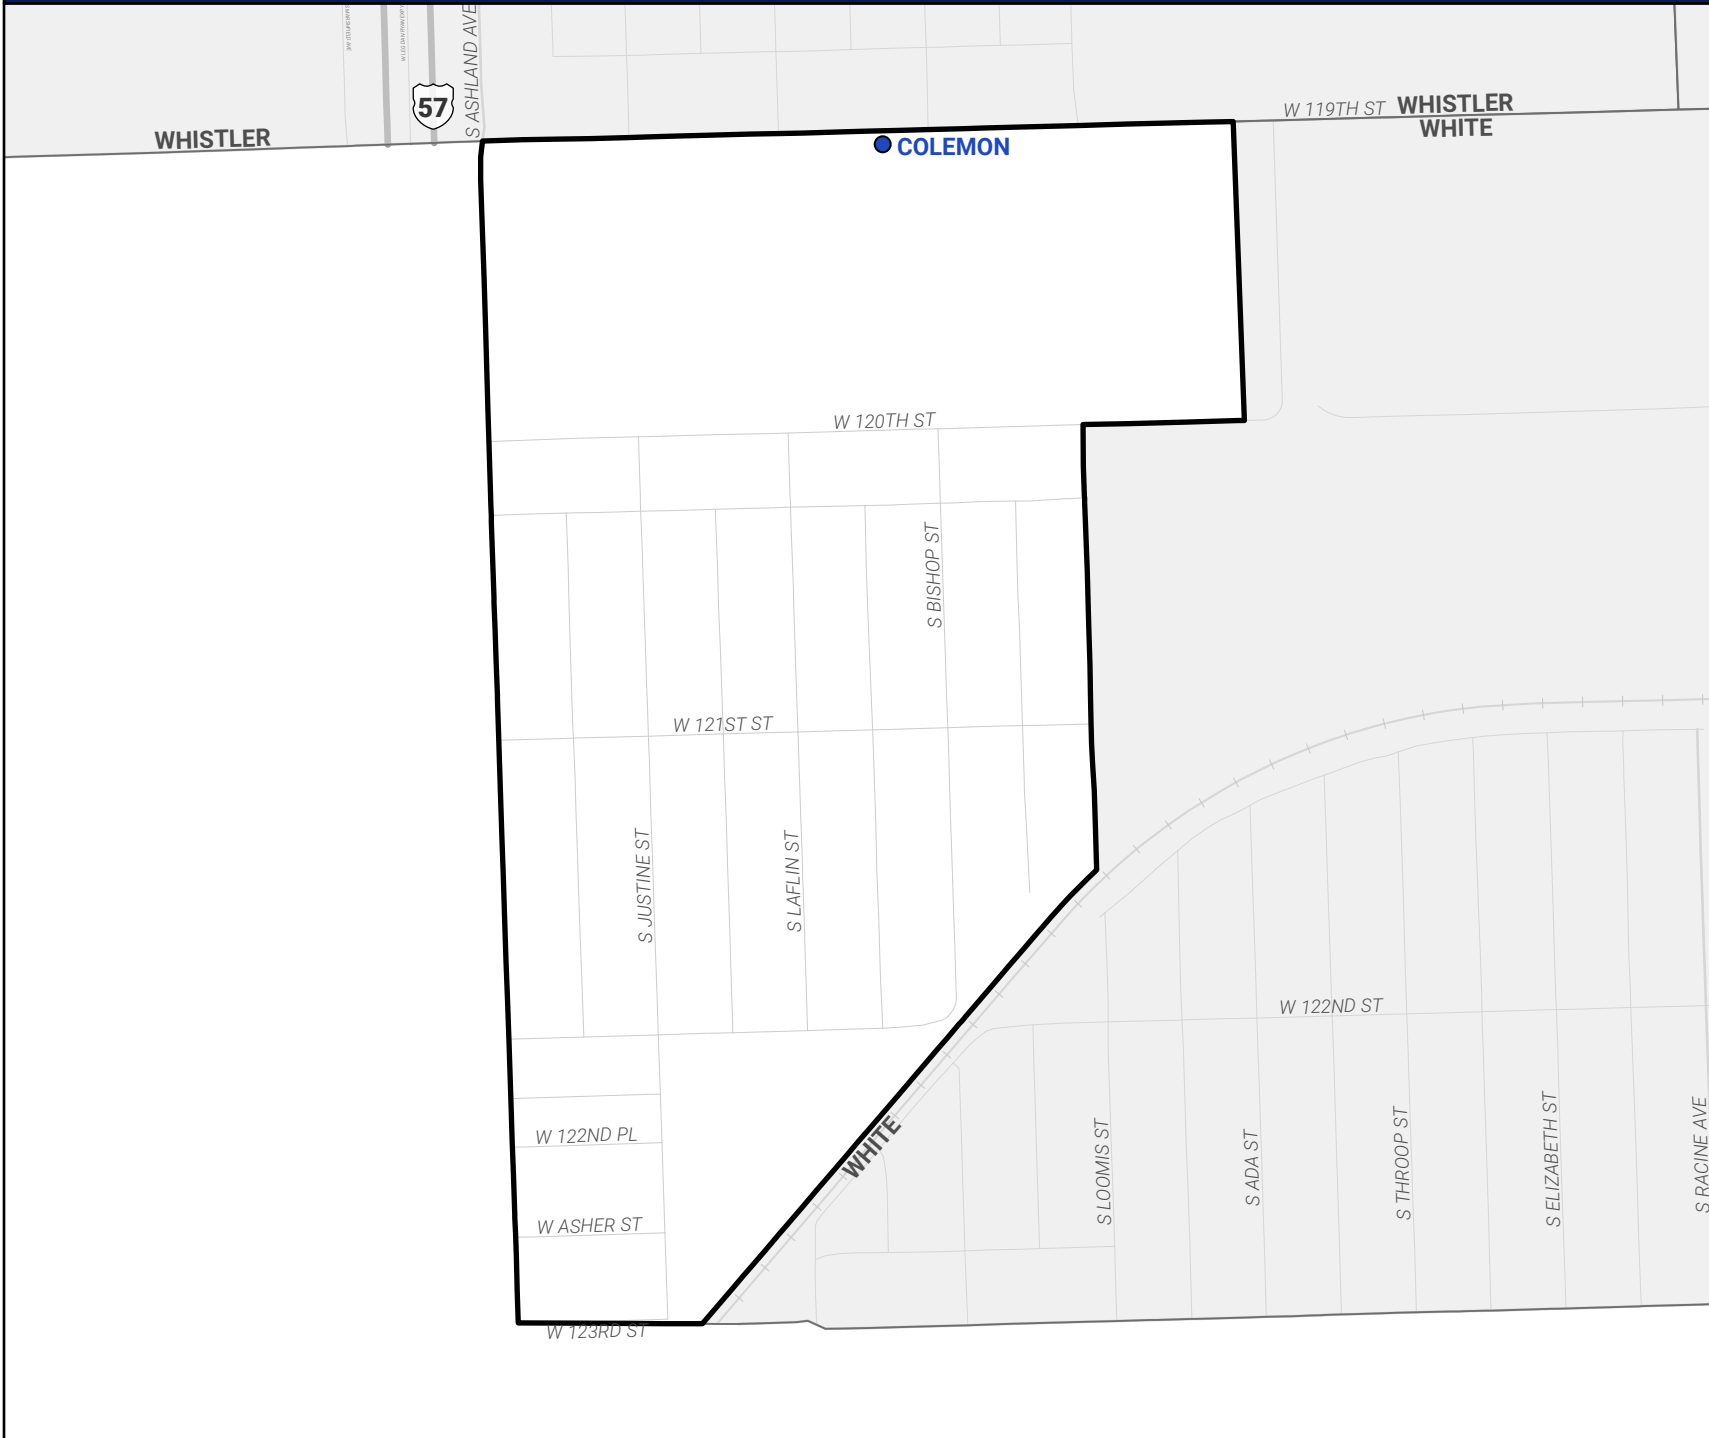 S ASHLAND AVE
57
WHISTLER
W 119TH ST
WHISTLER
WHITE
COLEMON
W 120TH ST
S BISHOP ST
W 121ST ST
S JUSTINE ST
S LAFLIN ST
W 122ND ST
W 122ND PL
WHITE
S LOOMIS ST
S ADA ST
S THROOP ST
S ELIZABETH ST
S RACINE AVE
W ASHER ST
W 123RD ST